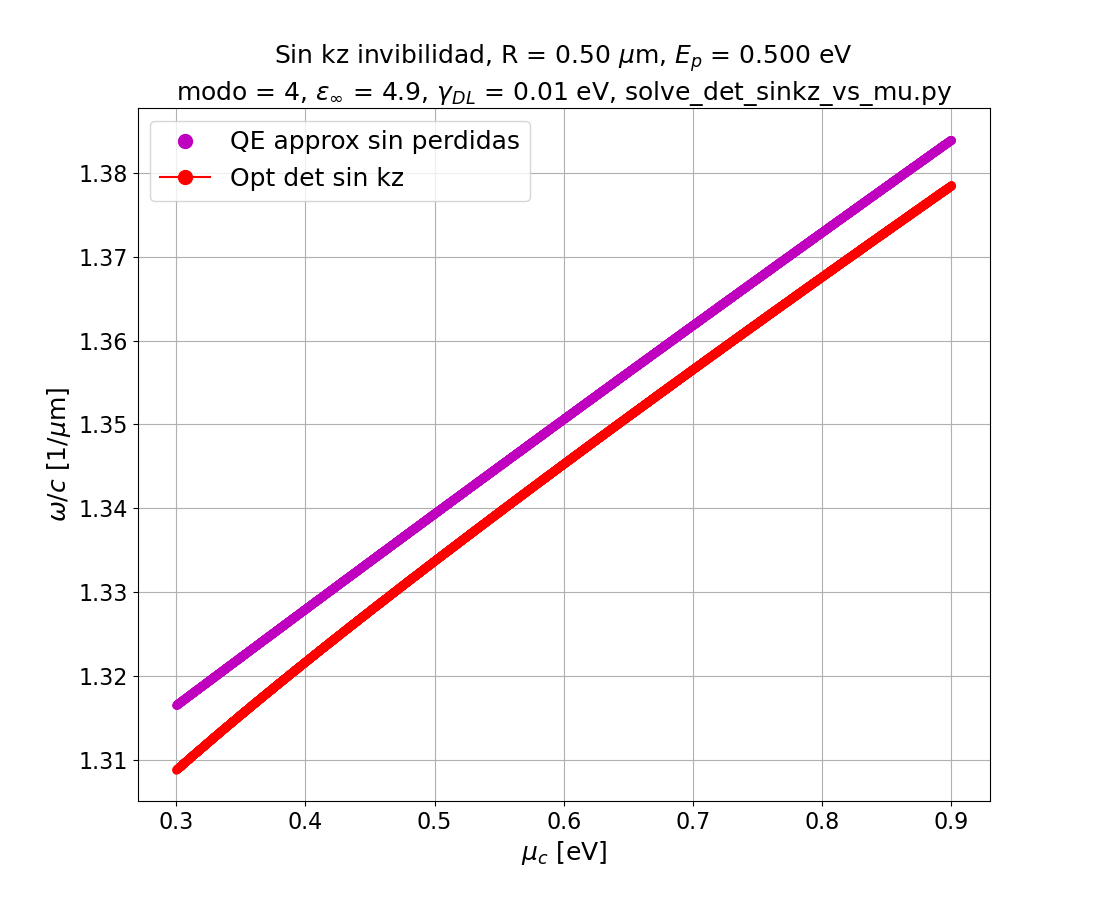 Sin kz invibilidad, R = 0.50 μm, $E_p$ = 0.500 eV
modo = 4, $ε_∞$ = 4.9, $γ_{DL}$ = 0.01 eV, solve_det_sinkz_vs_mu.py
QE approx sin perdidas
Opt det sin kz
1.38
1.37
1.36
1.35
1.34
1.33
1.32
1.31
ω/c [1/μm]
0.3 0.4 0.5 0.6 0.7 0.8 0.9
$μ_c$ [eV]